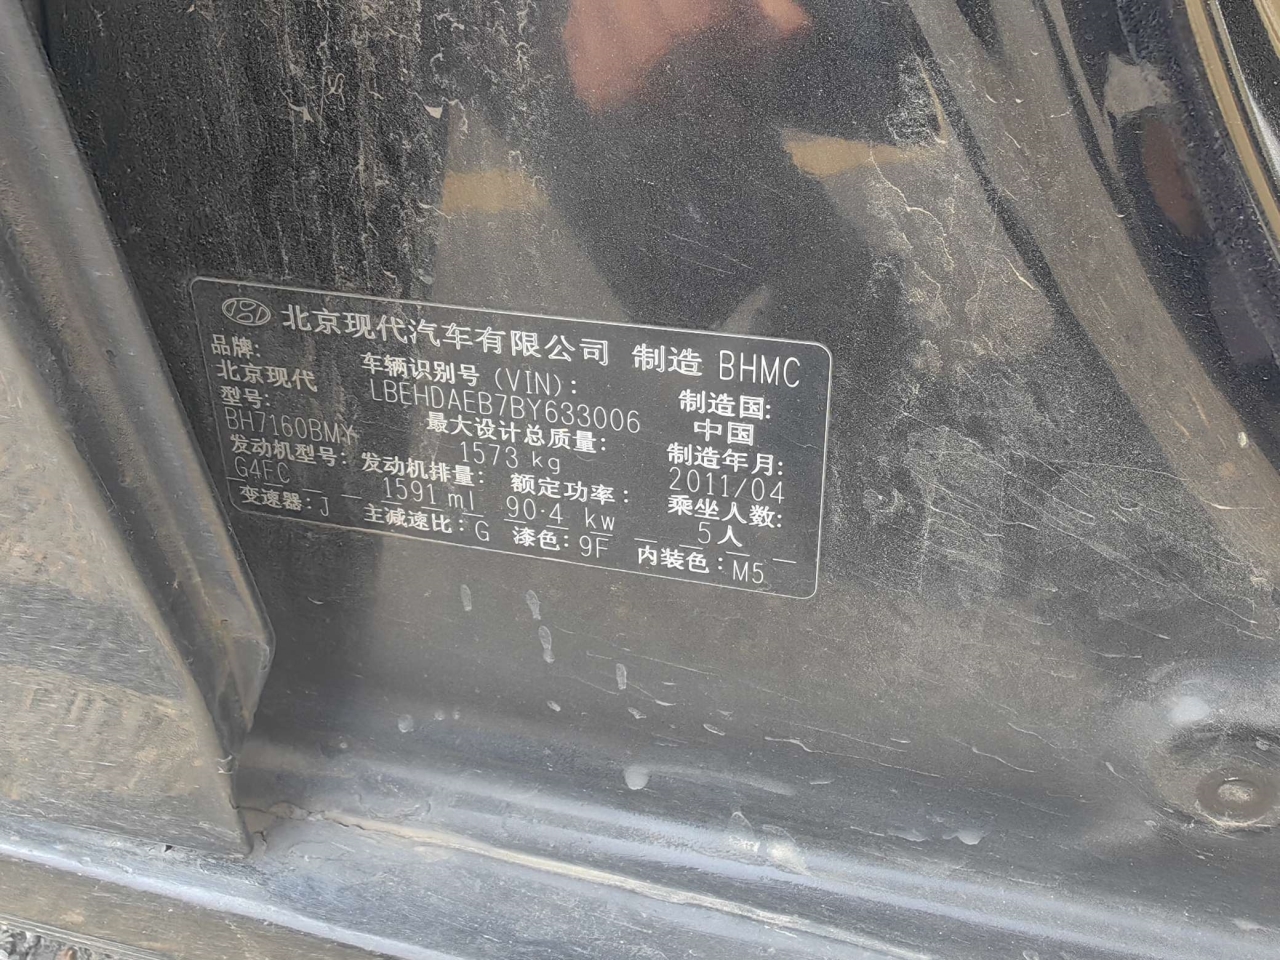 北京现代汽车有限公司 制造 BHMC
品牌: 车辆识别号 (VIN): 制造国:
北京现代 LBEHDAEB7BY633006 中国
型号: 最大设计总质量: 制造年月:
BH7160BMY 1573 kg 2011/04
发动机型号: 发动机排量: 额定功率: 乘坐人数:
G4FC 1591 ml 90.4 kw 5人
变速器: J 主减速比: G 漆色: 9F 内装色: M5